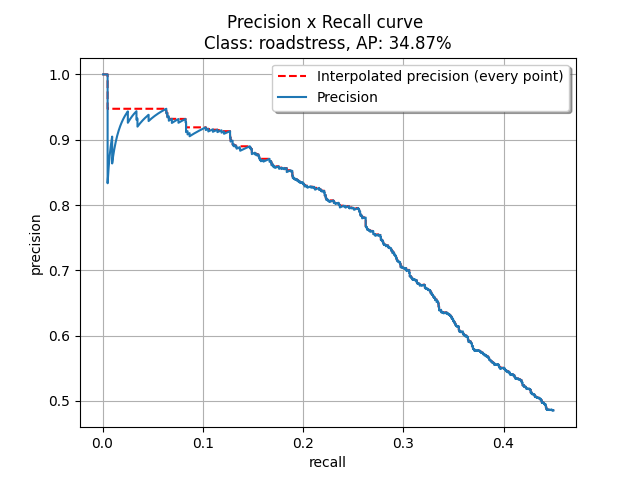 Precision x Recall curve
Class: roadstress, AP: 34.87%
Interpolated precision (every point)
Precision
1.0
0.9
0.8
0.7
0.6
0.5
precision
0.0 0.1 0.2 0.3 0.4
recall